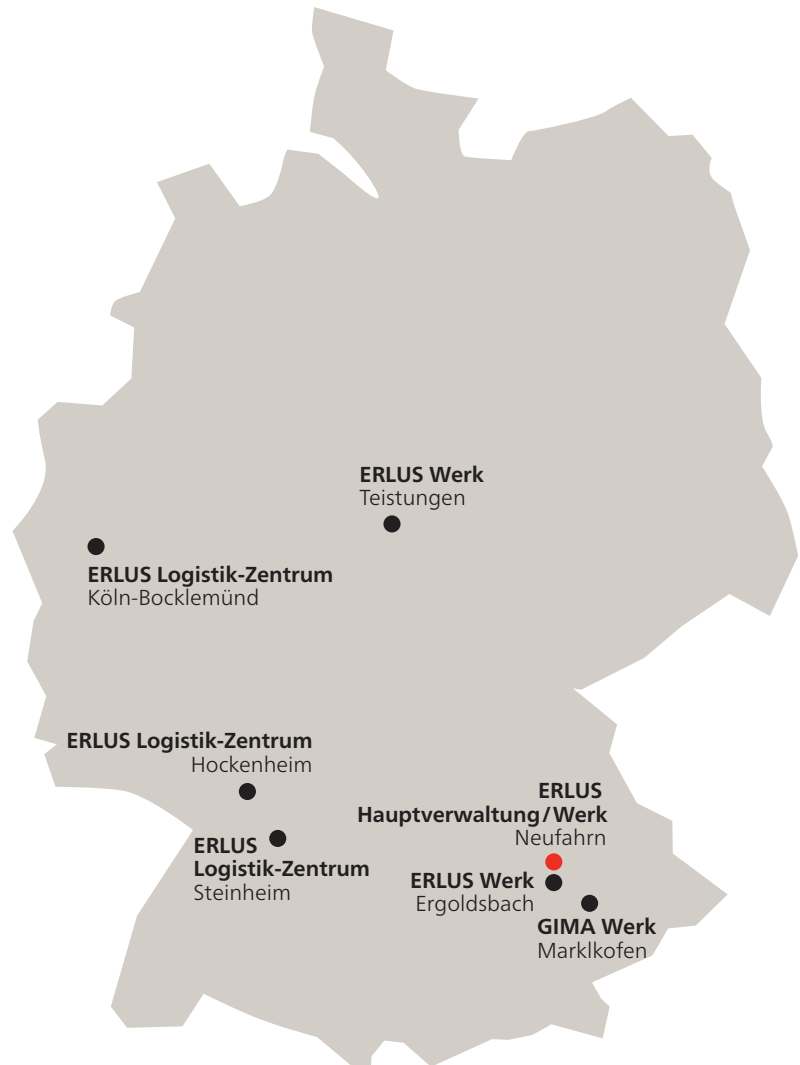 ERLUS Werk
Teistungen
ERLUS Logistik-Zentrum
Köln-Bocklemünd
ERLUS Logistik-Zentrum
Hockenheim
ERLUS
Hauptverwaltung/Werk
Neufahrn
ERLUS
Logistik-Zentrum
Steinheim
ERLUS Werk
Ergoldsbach
GIMA Werk
Marklkofen